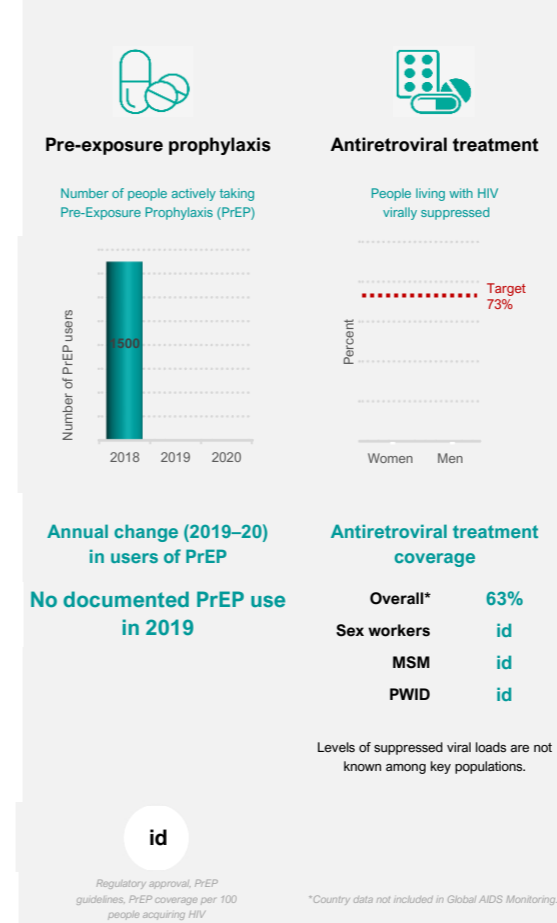 Pre-exposure prophylaxis
Number of people actively taking
Pre-Exposure Prophylaxis (PrEP)
Number of PrEP users
1500
2018 2019 2020
Annual change (2019–20)
in users of PrEP
No documented PrEP use
in 2019
id
Regulatory approval, PrEP
guidelines, PrEP coverage per 100
people acquiring HIV
Antiretroviral treatment
People living with HIV
virally suppressed
Target
73%
Percent
Women Men
Antiretroviral treatment
coverage
Overall* 63%
Sex workers id
MSM id
PWID id
Levels of suppressed viral loads are not
known among key populations.
*Country data not included in Global AIDS Monitoring